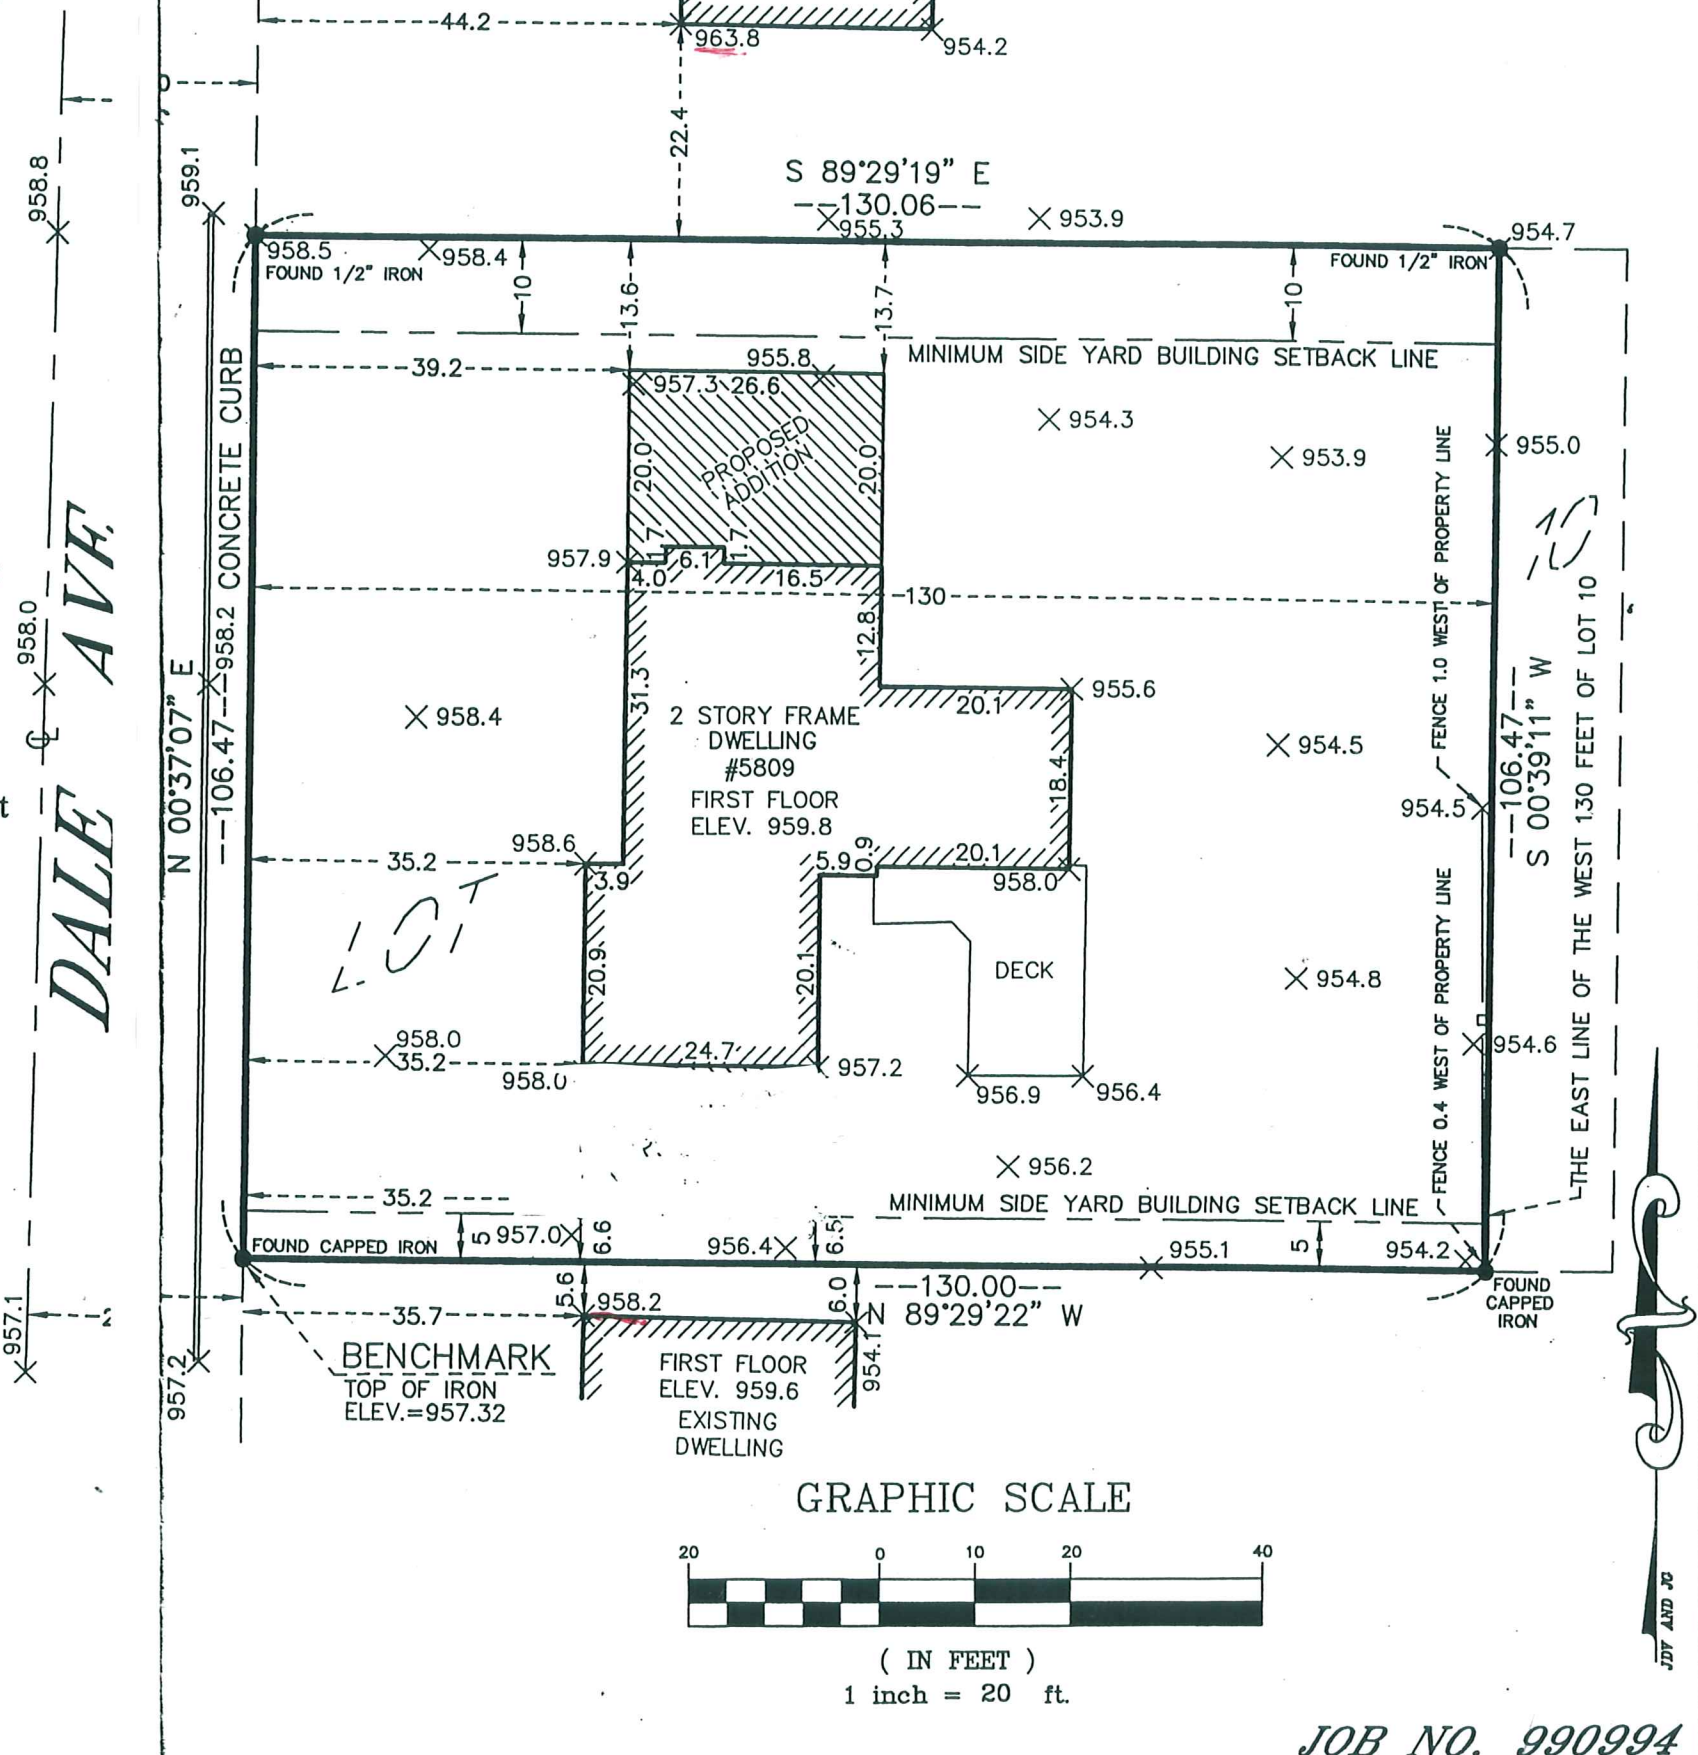 44.2
963.8
954.2
22.4
958.8
959.1
S 89°29'19" E
--130.06--
955.3
953.9
954.7
958.5
958.4
FOUND 1/2" IRON
FOUND 1/2" IRON
10
13.6
13.7
10
MINIMUM SIDE YARD BUILDING SETBACK LINE
39.2
955.8
957.3
26.6
954.3
953.9
955.0
PROPOSED
ADDITION
20.0
20.0
CONCRETE CURB
957.9
1.7
6.1
1.7
4.0
16.5
130
12.8
958.0
958.2
DALE AVE.
N 00°37'07" E
--106.47--
958.4
31.3
2 STORY FRAME
DWELLING
#5809
FIRST FLOOR
ELEV. 959.8
955.6
20.1
18.4
954.5
954.5
FENCE 1.0 WEST OF PROPERTY LINE
--106.47--
S 00°39'11" W
THE EAST LINE OF THE WEST 130 FEET OF LOT 10
LOT
10
958.6
35.2
3.9
5.9
0.9
20.1
958.0
20.9
20.1
DECK
954.8
FENCE 0.4 WEST OF PROPERTY LINE
954.6
958.0
35.2
958.0
24.7
957.2
956.9
956.4
956.2
35.2
MINIMUM SIDE YARD BUILDING SETBACK LINE
FOUND CAPPED IRON
5
957.0
6.6
956.4
6.5
955.1
5
954.2
957.1
2
957.2
35.7
5.6
958.2
6.0
--130.00--
N 89°29'22" W
954.1
FOUND
CAPPED
IRON
BENCHMARK
TOP OF IRON
ELEV.=957.32
FIRST FLOOR
ELEV. 959.6
EXISTING
DWELLING
GRAPHIC SCALE
20 0 10 20 40
( IN FEET )
1 inch = 20 ft.
JDV AND JG
JOB NO. 990994